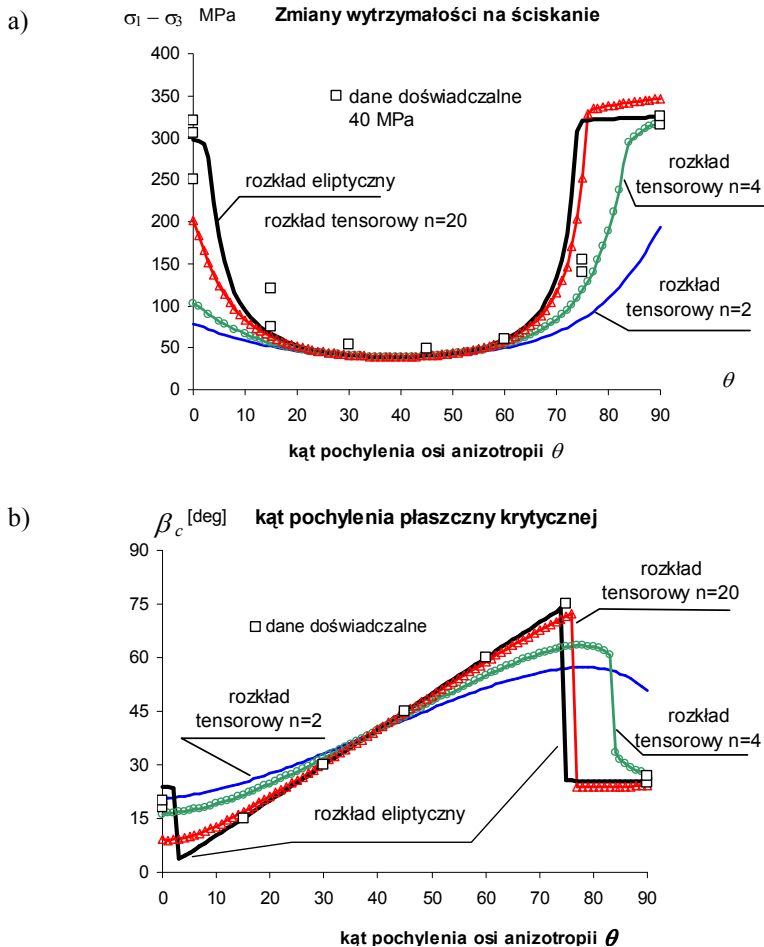 a)
σ₁ – σ₃ MPa Zmiany wytrzymałości na ściskanie
400
350
300
250
200
150
100
50
0
dane doświadczalne
40 MPa
rozkład eliptyczny
rozkład tensorowy n=20
rozkład
tensorowy n=4
rozkład
tensorowy n=2
θ
0 10 20 30 40 50 60 70 80 90
kąt pochylenia osi anizotropii θ
b)
β c [deg] kąt pochylenia płaszczny krytycznej
90
75
60
45
30
15
0
rozkład
tensorowy n=20
dane doświadczalne
rozkład
tensorowy n=2
rozkład
tensorowy n=4
rozkład eliptyczny
0 10 20 30 40 50 60 70 80 90
kąt pochylenia osi anizotropii θ